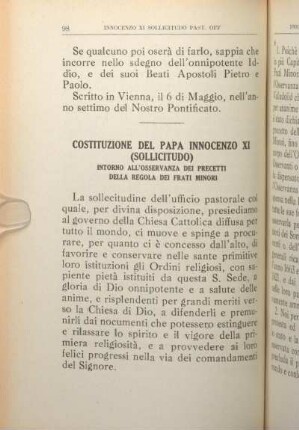 98 INNOCENZO XI SOLLICITUDO PAST. OFF
Se qualcuno poi oserà di farlo, sappia che
incorre nello sdegno dell'onnipotente Id-
dio, e dei suoi Beati Apostoli Pietro e
Paolo.
Scritto in Vienna, il 6 di Maggio, nell'an-
no settimo del Nostro Pontificato.
COSTITUZIONE DEL PAPA INNOCENZO XI
(SOLLICITUDO)
INTORNO ALL'OSSERVANZA DEI PRECETTI
DELLA REGOLA DEI FRATI MINORI
La sollecitudine dell'ufficio pastorale col
quale, per divina disposizione, presiediamo
al governo della Chiesa Cattolica diffusa per
tutto il mondo, ci muove e spinge a procu-
rare, per quanto ci è concesso dall'alto, di
favorire e conservare nelle sante primitive
loro istituzioni gli Ordini religiosi, con sa-
piente pietà istituiti da questa S. Sede, a
gloria di Dio onnipotente e a salute delle
anime, e risplendenti per grandi meriti ver-
so la Chiesa di Dio, a difenderli e premu-
nirli dai nocumenti che potessero estinguere
e rilassare lo spirito e il vigore della pri-
miera religiosità, e a provvedere ai loro
felici progressi nella via dei comandamenti
del Signore.